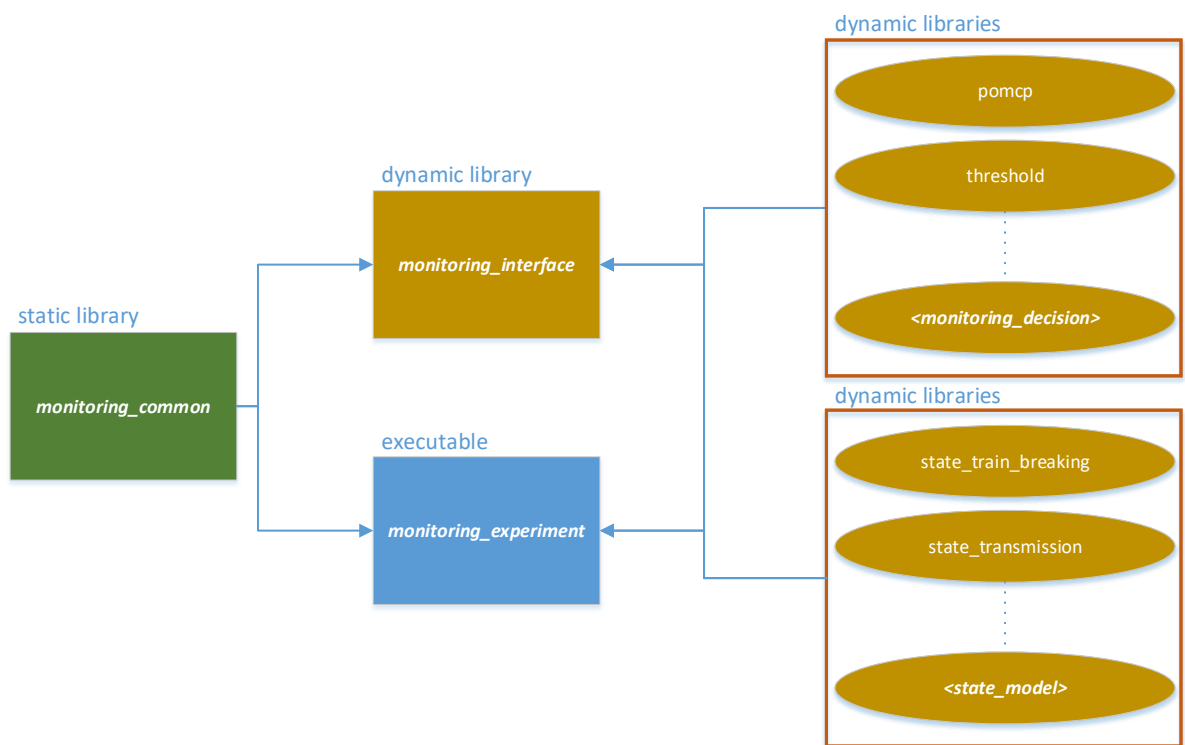 dynamic libraries
pomcp
threshold
<monitoring_decision>
dynamic library
monitoring_interface
static library
monitoring_common
executable
monitoring_experiment
dynamic libraries
state_train_breaking
state_transmission
<state_model>